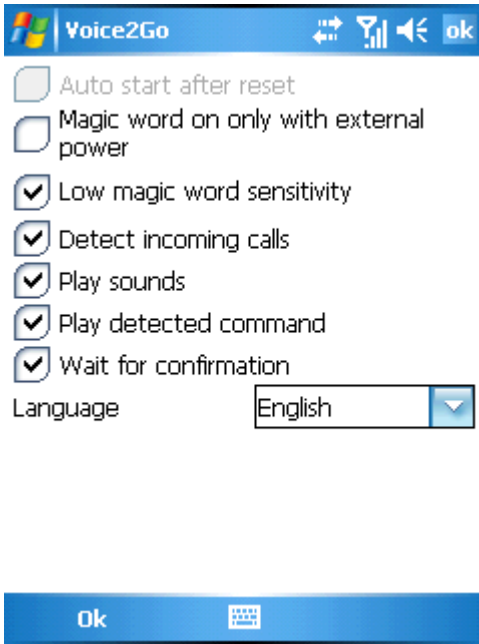 Voice2Go ok
Auto start after reset
Magic word on only with external
power
Low magic word sensitivity
Detect incoming calls
Play sounds
Play detected command
Wait for confirmation
Language English
Ok